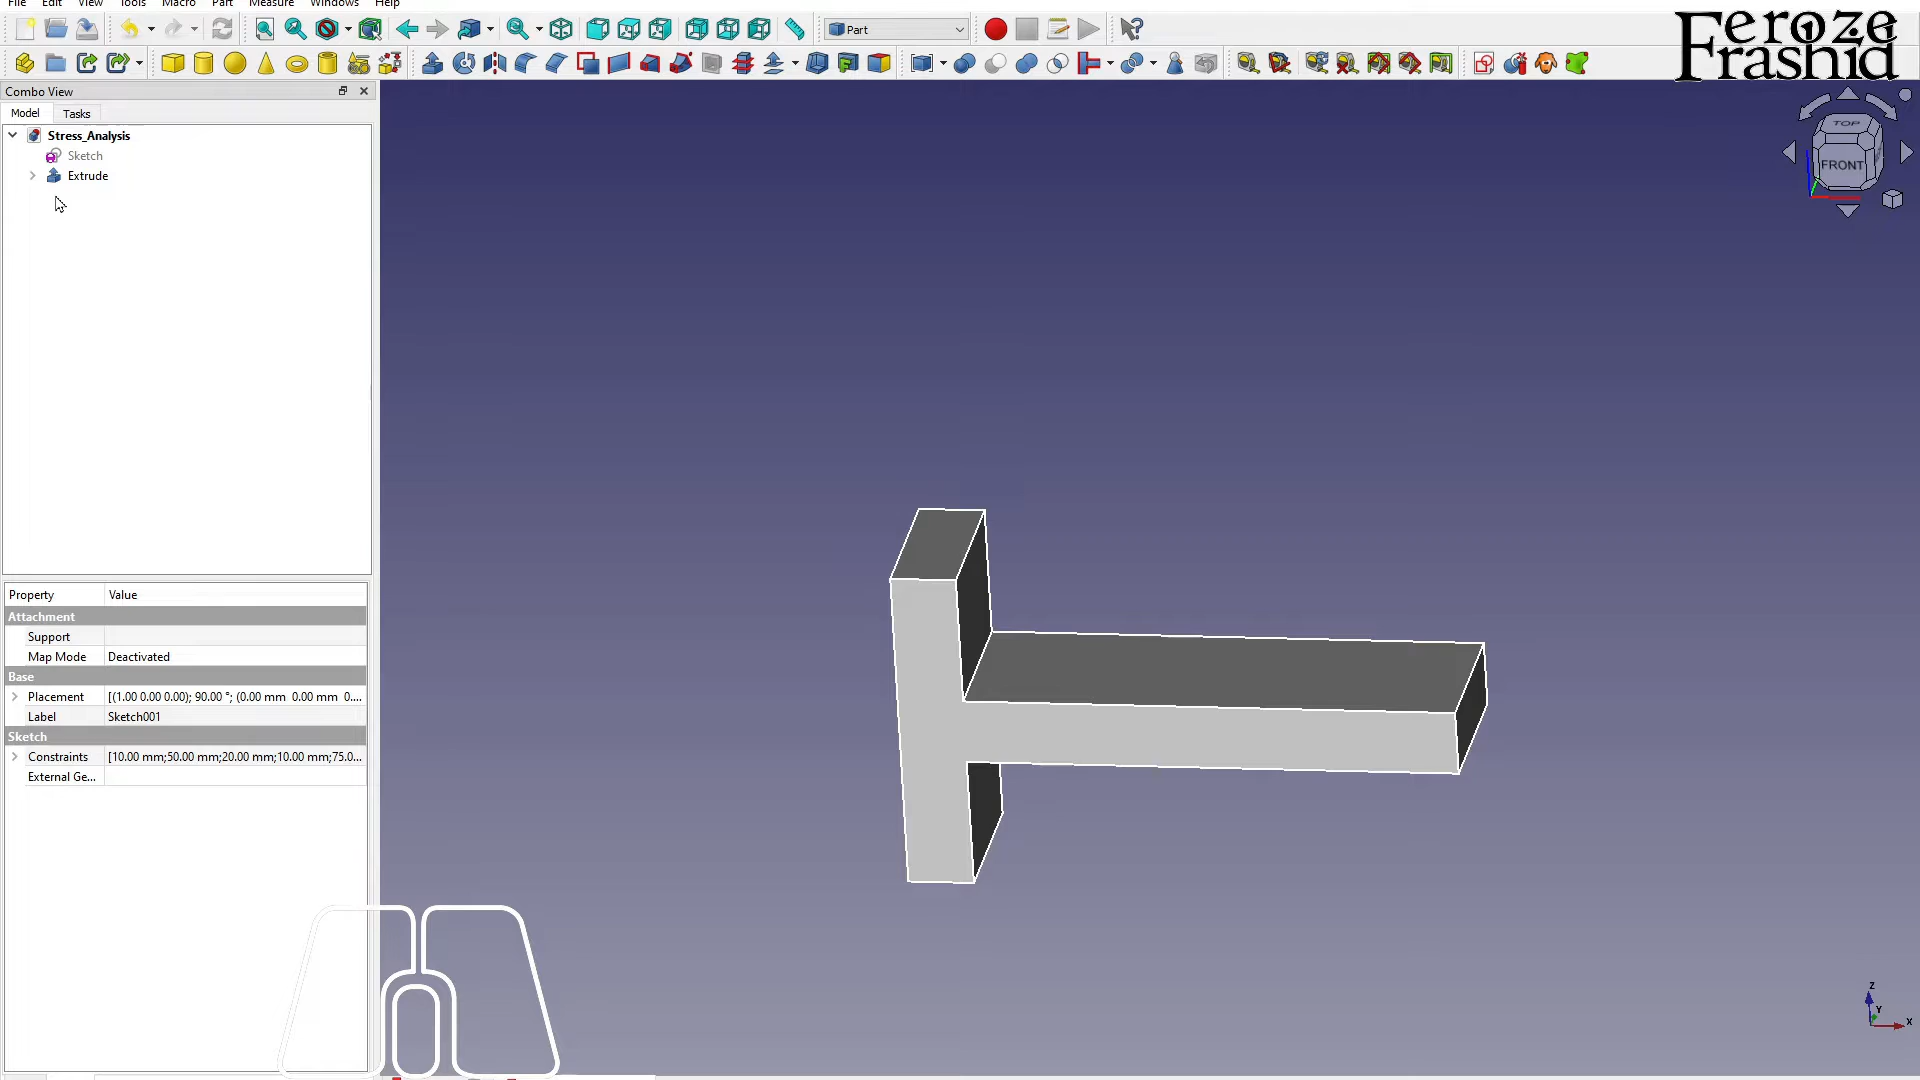 File Edit View Tools Macro Part Measure Windows Help
Part
Feroze
Frashid
Combo View
Model Tasks
Stress_Analysis
Sketch
Extrude
TOP
FRONT
Property Value
Attachment
Support
Map Mode Deactivated
Base
Placement [(1.00 0.00 0.00); 90.00 °; (0.00 mm 0.00 mm 0....
Label Sketch001
Sketch
Constraints [10.00 mm;50.00 mm;20.00 mm;10.00 mm;75.0...
External Ge...
Z
Y
X